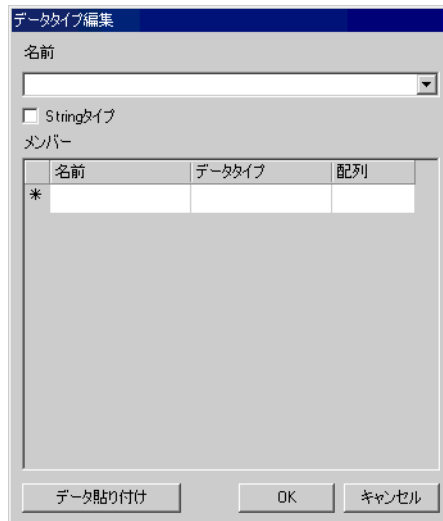 データタイプ編集
名前
Stringタイプ
メンバー
名前 データタイプ 配列
*
データ貼り付け OK キャンセル